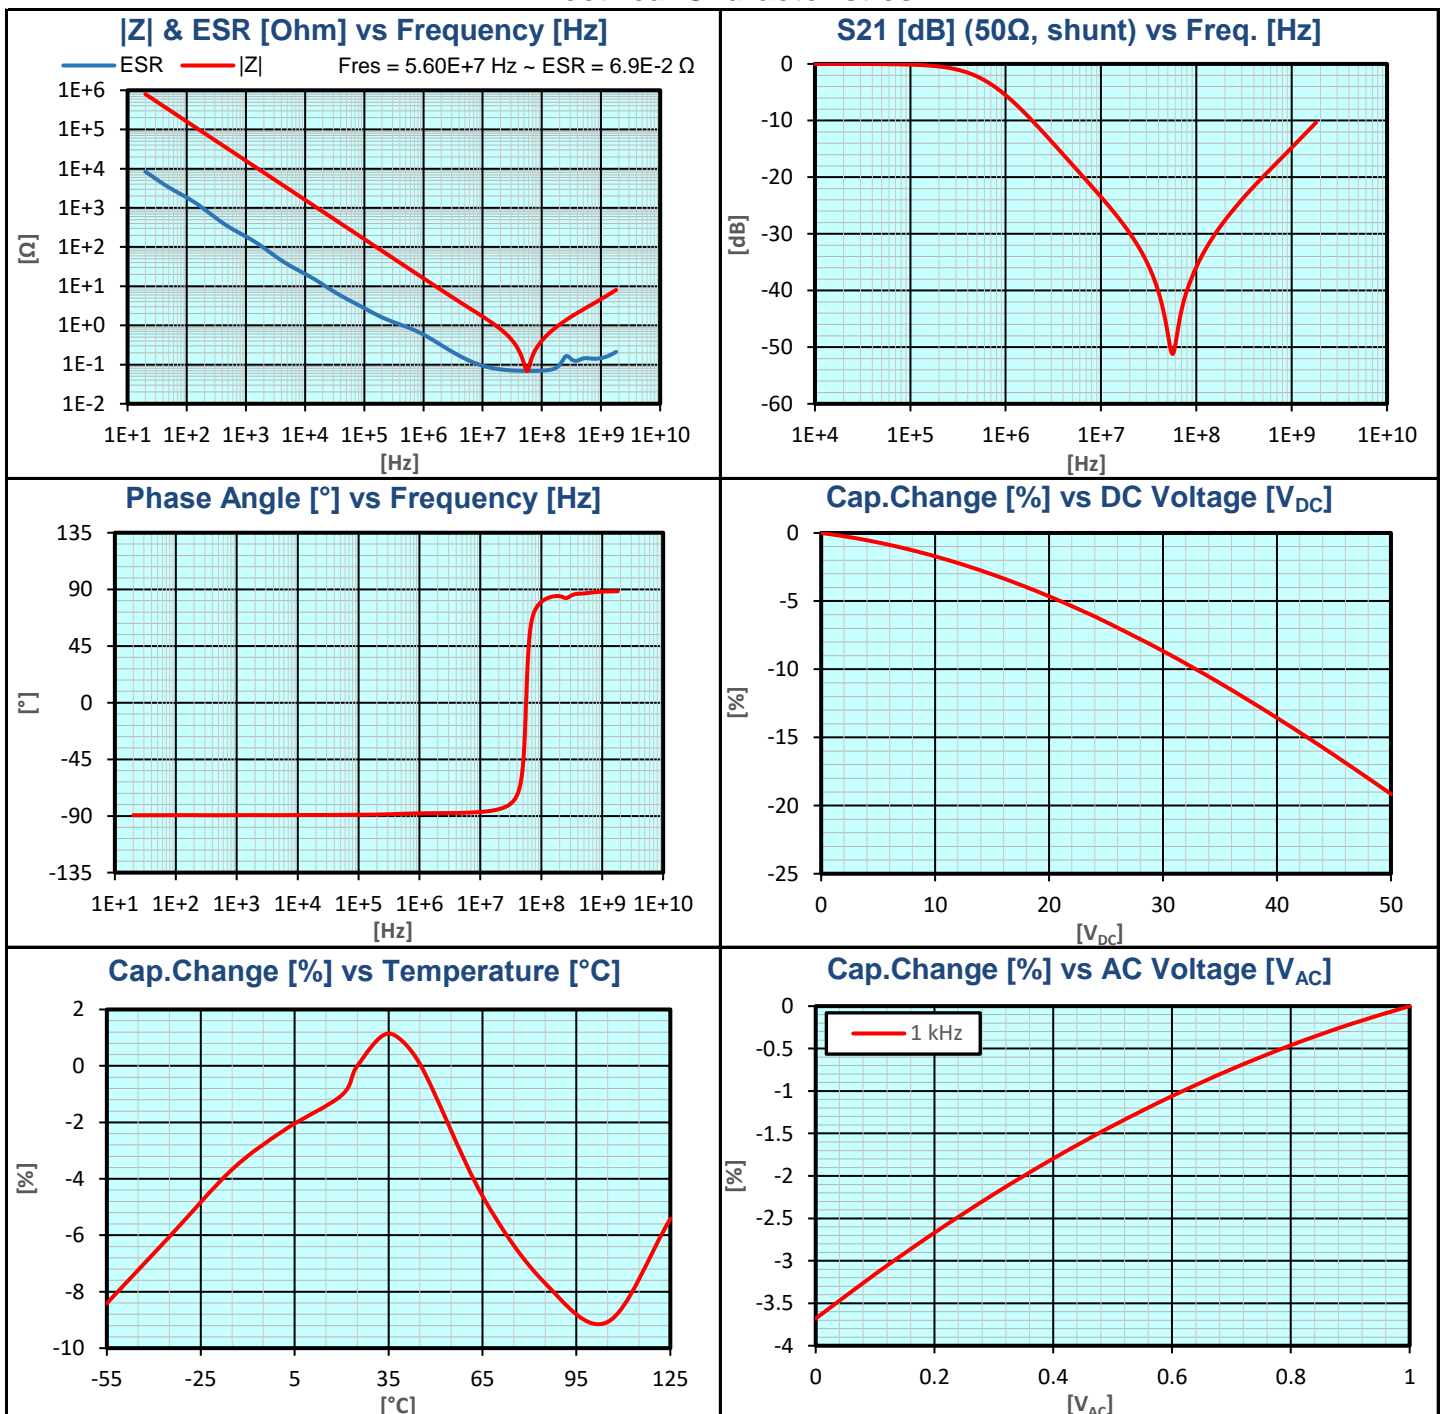 |Z| & ESR [Ohm] vs Frequency [Hz]
ESR |Z| Fres = 5.60E+7 Hz ~ ESR = 6.9E-2 Ω
1E+6
1E+5
1E+4
1E+3
1E+2
1E+1
1E+0
1E-1
1E-2
[Ω]
1E+1 1E+2 1E+3 1E+4 1E+5 1E+6 1E+7 1E+8 1E+9 1E+10
[Hz]
S21 [dB] (50Ω, shunt) vs Freq. [Hz]
0
-10
-20
-30
-40
-50
-60
[dB]
1E+4 1E+5 1E+6 1E+7 1E+8 1E+9 1E+10
[Hz]
Phase Angle [°] vs Frequency [Hz]
135
90
45
0
-45
-90
-135
[°]
1E+1 1E+2 1E+3 1E+4 1E+5 1E+6 1E+7 1E+8 1E+9 1E+10
[Hz]
Cap.Change [%] vs DC Voltage [VDC]
0
-5
-10
-15
-20
-25
[%]
0 10 20 30 40 50
[VDC]
Cap.Change [%] vs Temperature [°C]
2
0
-2
-4
-6
-8
-10
[%]
-55 -25 5 35 65 95 125
[°C]
Cap.Change [%] vs AC Voltage [VAC]
1 kHz
0
-0.5
-1
-1.5
-2
-2.5
-3
-3.5
-4
[%]
0 0.2 0.4 0.6 0.8 1
[VAC]